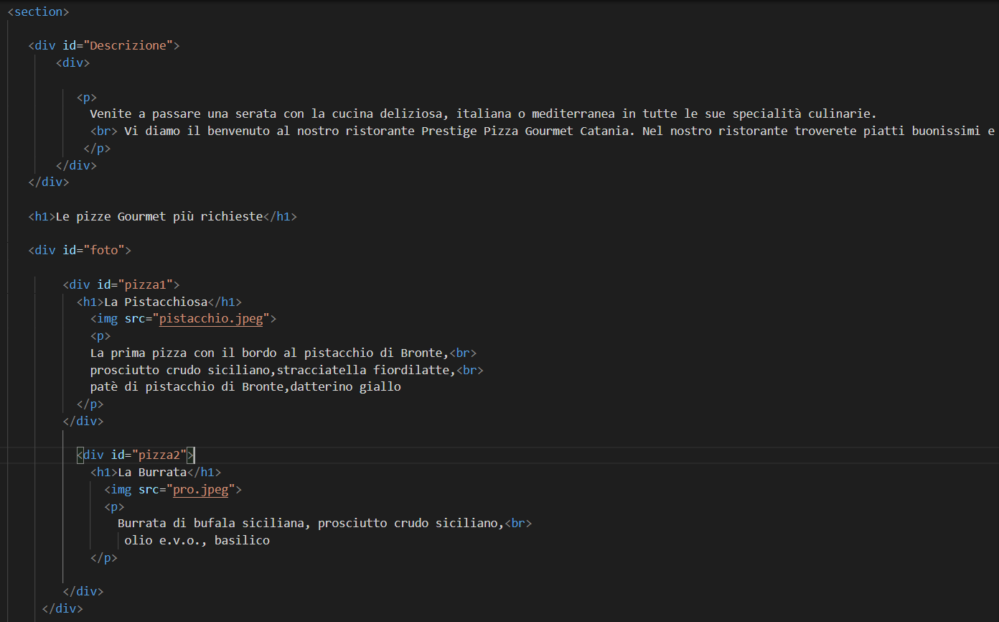 <section>
<div id="Descrizione">
<div>
<p>
Venite a passare una serata con la cucina deliziosa, italiana o mediterranea in tutte le sue specialità culinarie.
<br> Vi diamo il benvenuto al nostro ristorante Prestige Pizza Gourmet Catania. Nel nostro ristorante troverete piatti buonissimi e
</p>
</div>
</div>
<h1>Le pizze Gourmet più richieste</h1>
<div id="foto">
<div id="pizza1">
<h1>La Pistacchiosa</h1>
<img src="pistacchio.jpeg">
<p>
La prima pizza con il bordo al pistacchio di Bronte,<br>
prosciutto crudo siciliano,stracciatella fiordilatte,<br>
patè di pistacchio di Bronte,datterino giallo
</p>
</div>
<div id="pizza2">
<h1>La Burrata</h1>
<img src="pro.jpeg">
<p>
Burrata di bufala siciliana, prosciutto crudo siciliano,<br>
olio e.v.o., basilico
</p>
</div>
</div>